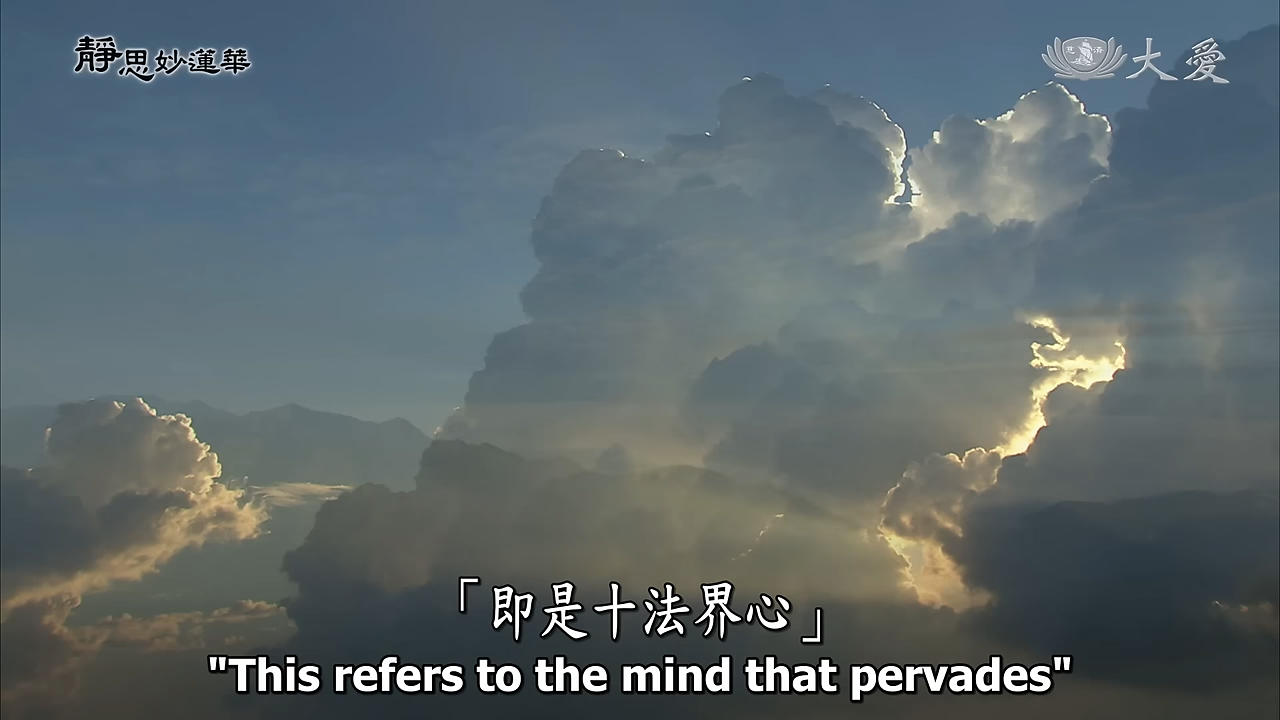 靜思妙蓮華
大愛
「即是十法界心」
"This refers to the mind that pervades"